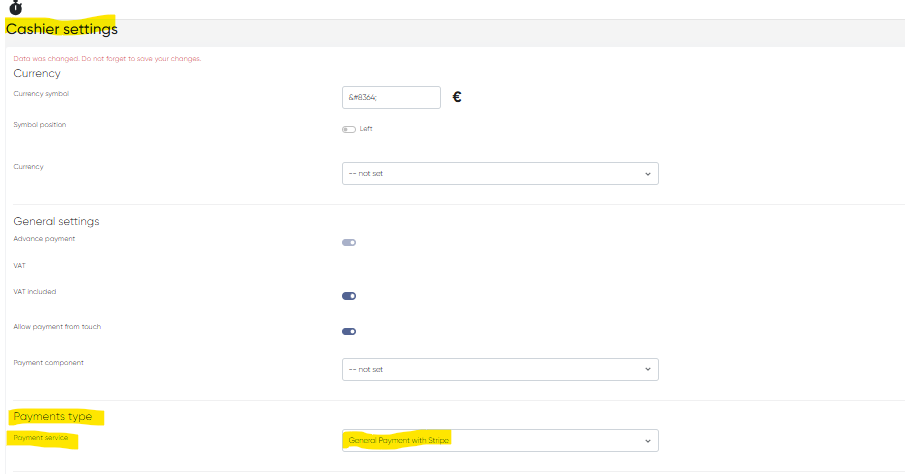 Cashier settings
Data was changed. Do not forget to save your changes.
Currency
Currency symbol
&#8364; €
Symbol position
Left
Currency
-- not set
General settings
Advance payment
VAT
VAT included
Allow payment from touch
Payment component
-- not set
Payments type
Payment service
General Payment with Stripe